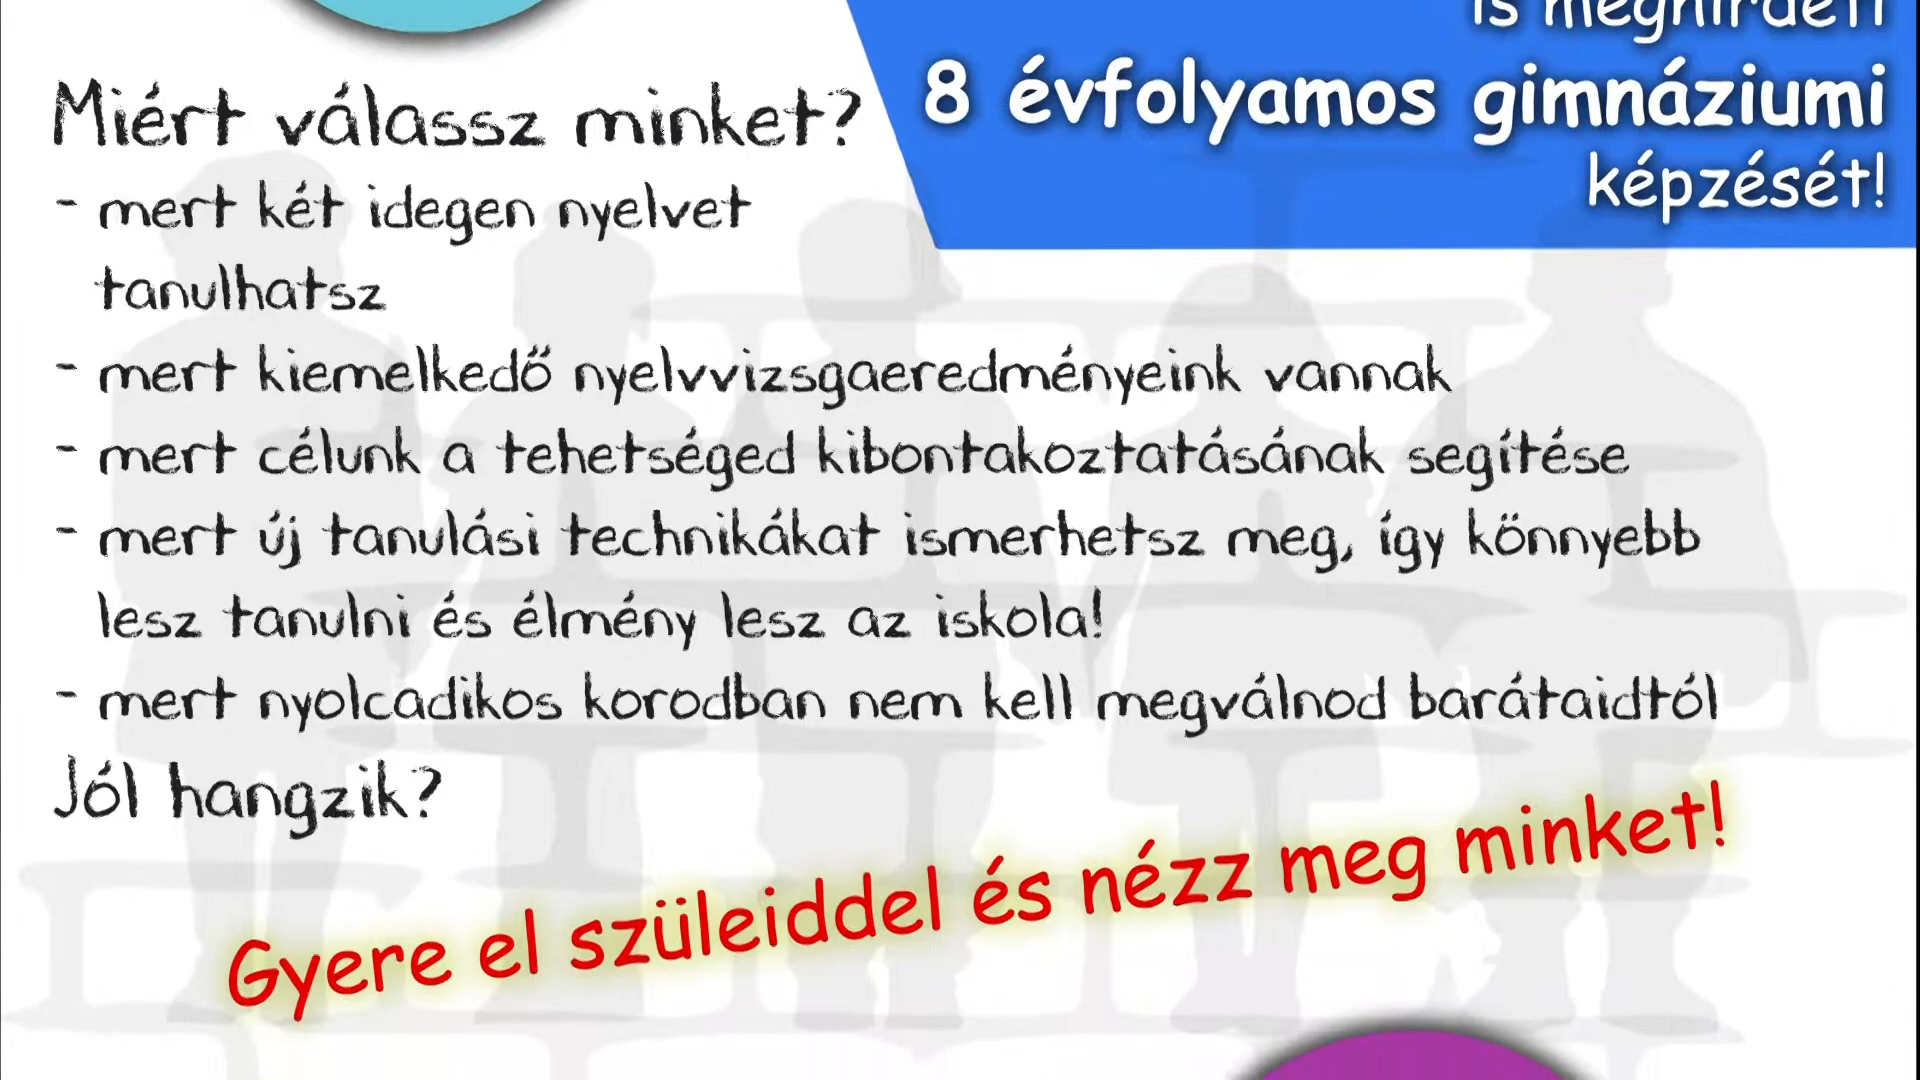 is meghirdeti
8 évfolyamos gimnáziumi
képzését!
Miért válassz minket?
- mert két idegen nyelvet
tanulhatsz
- mert kiemelkedő nyelvvizsgaeredményeink vannak
- mert célunk a tehetséged kibontakoztatásának segítése
- mert új tanulási technikákat ismerhetsz meg, így könnyebb
lesz tanulni és élmény lesz az iskola!
- mert nyolcadikos korodban nem kell megválnod barátaidtól
Jól hangzik?
Gyere el szüleiddel és nézz meg minket!